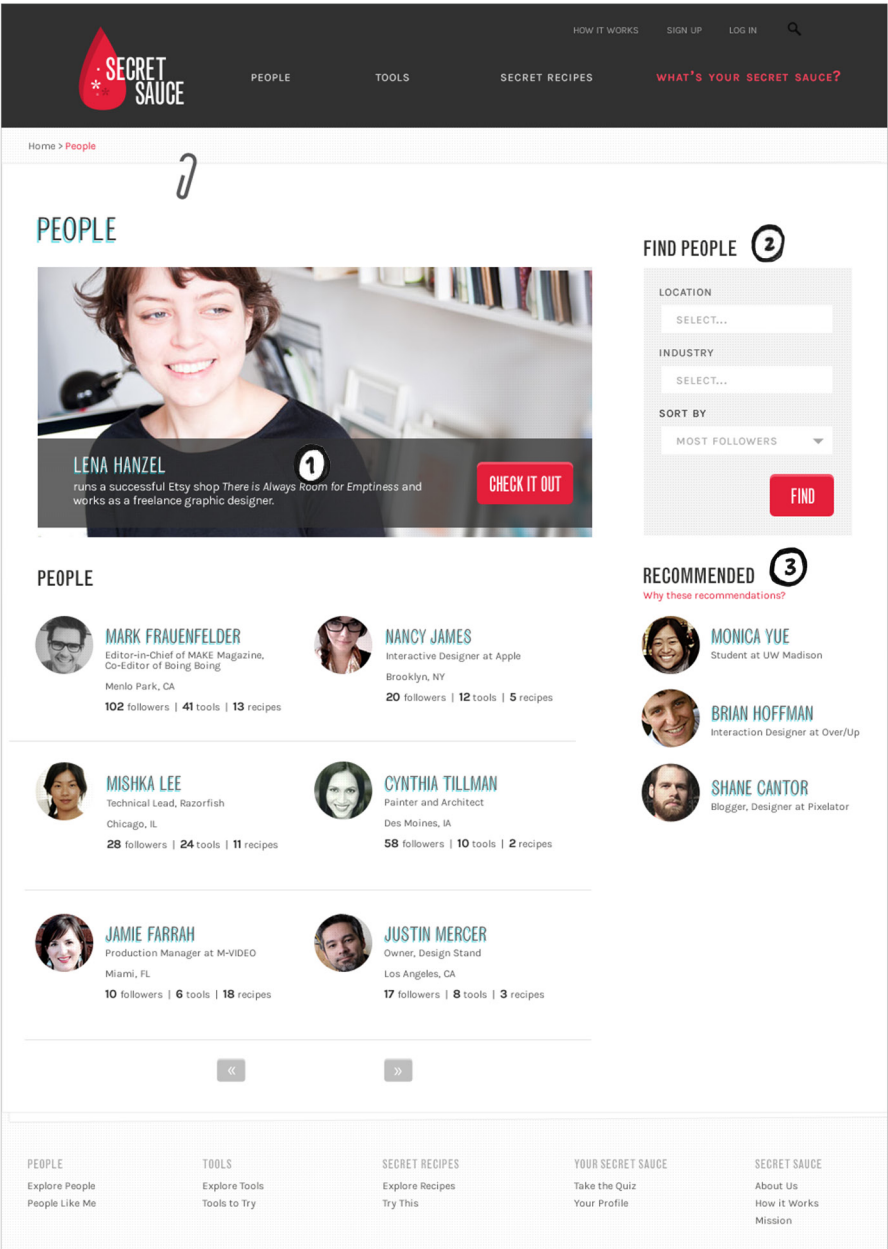 HOW IT WORKS SIGN UP LOG IN
SECRET
SAUCE
PEOPLE TOOLS SECRET RECIPES WHAT'S YOUR SECRET SAUCE?
Home > People
PEOPLE
LENA HANZEL
runs a successful Etsy shop There is Always Room for Emptiness and
works as a freelance graphic designer.
1
CHECK IT OUT
FIND PEOPLE 2
LOCATION
SELECT...
INDUSTRY
SELECT...
SORT BY
MOST FOLLOWERS
FIND
PEOPLE
MARK FRAUENFELDER
Editor-in-Chief of MAKE Magazine,
Co-Editor of Boing Boing
Menlo Park, CA
102 followers | 41 tools | 13 recipes
NANCY JAMES
Interactive Designer at Apple
Brooklyn, NY
20 followers | 12 tools | 5 recipes
MISHKA LEE
Technical Lead, Razorfish
Chicago, IL
28 followers | 24 tools | 11 recipes
CYNTHIA TILLMAN
Painter and Architect
Des Moines, IA
58 followers | 10 tools | 2 recipes
JAMIE FARRAH
Production Manager at M-VIDEO
Miami, FL
10 followers | 6 tools | 18 recipes
JUSTIN MERCER
Owner, Design Stand
Los Angeles, CA
17 followers | 8 tools | 3 recipes
« »
RECOMMENDED 3
Why these recommendations?
MONICA YUE
Student at UW Madison
BRIAN HOFFMAN
Interaction Designer at Over/Up
SHANE CANTOR
Blogger, Designer at Pixelator
PEOPLE
Explore People
People Like Me
TOOLS
Explore Tools
Tools to Try
SECRET RECIPES
Explore Recipes
Try This
YOUR SECRET SAUCE
Take the Quiz
Your Profile
SECRET SAUCE
About Us
How it Works
Mission